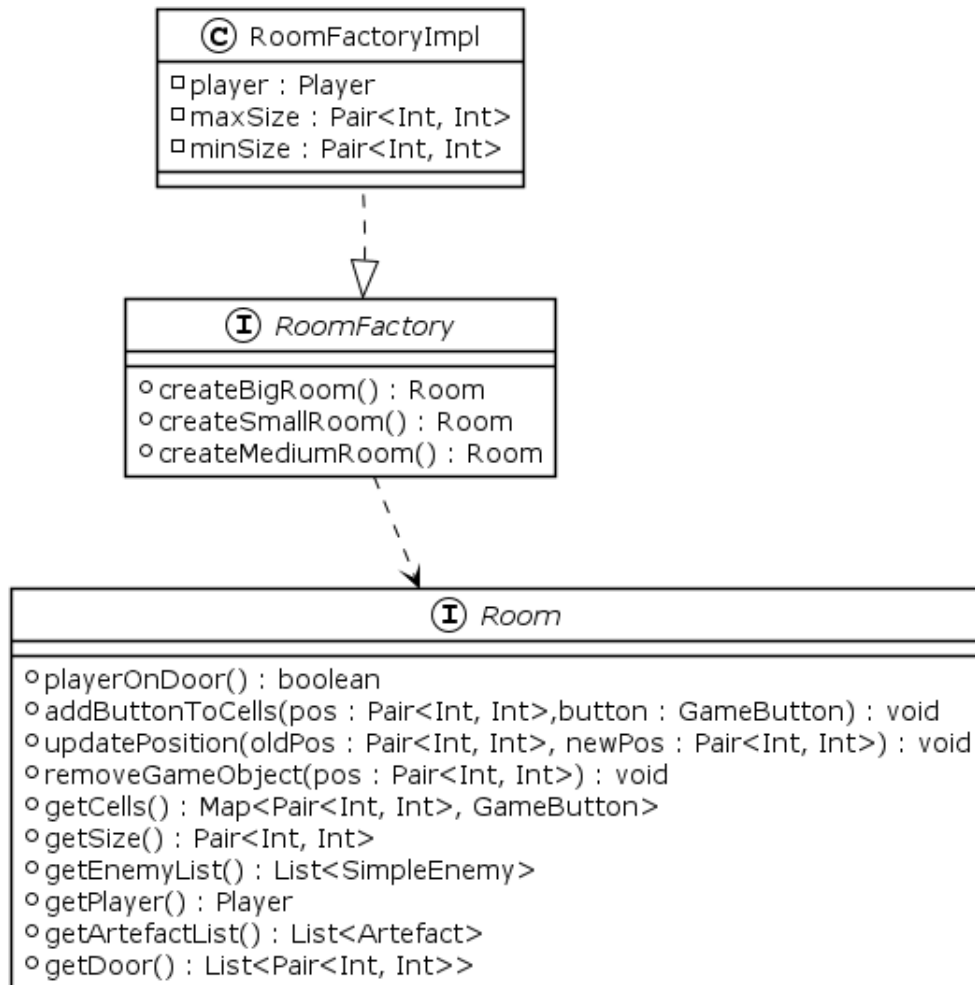 C RoomFactoryImpl
player : Player
maxSize : Pair<Int, Int>
minSize : Pair<Int, Int>
I RoomFactory
createBigRoom() : Room
createSmallRoom() : Room
createMediumRoom() : Room
I Room
playerOnDoor() : boolean
addButtonToCells(pos : Pair<Int, Int>,button : GameButton) : void
updatePosition(oldPos : Pair<Int, Int>, newPos : Pair<Int, Int>) : void
removeGameObject(pos : Pair<Int, Int>) : void
getCells() : Map<Pair<Int, Int>, GameButton>
getSize() : Pair<Int, Int>
getEnemyList() : List<SimpleEnemy>
getPlayer() : Player
getArtefactList() : List<Artefact>
getDoor() : List<Pair<Int, Int>>